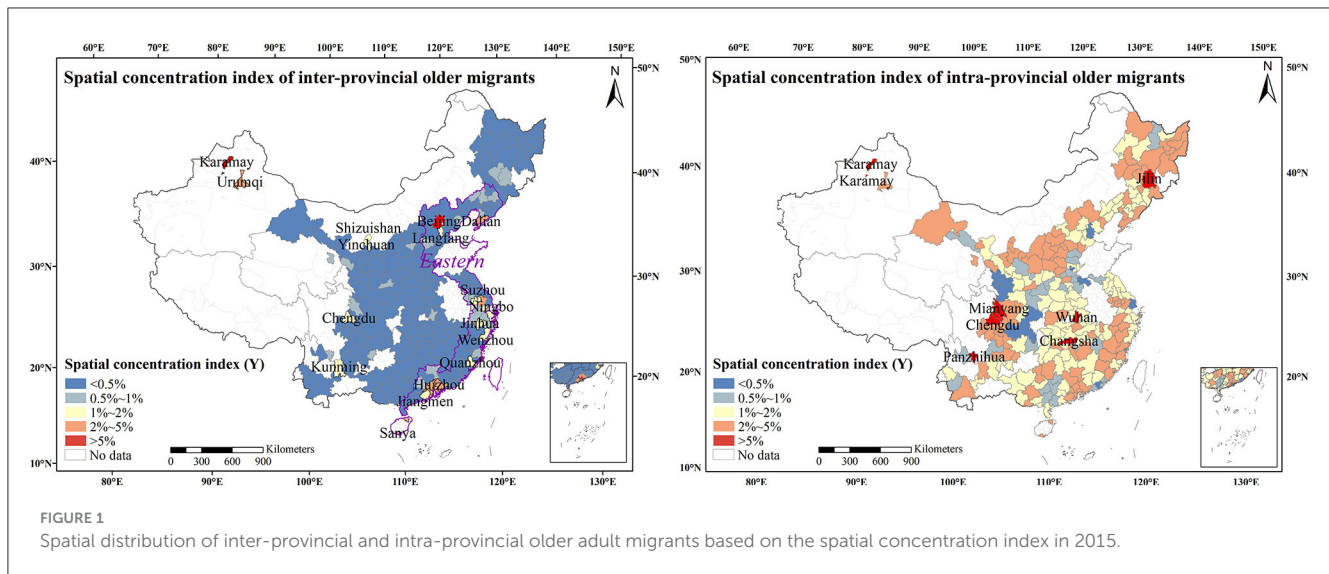 60°E 70°E 80°E 90°E 100°E 110°E 120°E 130°E 140°E 150°E
Spatial concentration index of inter-provincial older migrants
N
50°N
40°N
40°N
30°N
30°N
20°N
20°N
10°N
Karamay
Urumqi
Shizuishan
Yinchuan
Beijing
Dalian
Langfang
Eastern
Suzhou
Ningbo
Jinhua
Wenzhou
Chengdu
Quanzhou
Kunming
Huizhou
Jiangmen
Sanya
Spatial concentration index (Y)
<0.5%
0.5%~1%
1%~2%
2%~5%
>5%
No data
Kilometers
0 150 300 600 900
80°E 90°E 100°E 110°E 120°E 130°E
60°E 70°E 80°E 90°E 100°E 110°E 120°E 130°E 140°E 150°E
50°N
Spatial concentration index of intra-provincial older migrants
N
50°N
40°N
40°N
30°N
30°N
20°N
20°N
10°N
Karamay
Karamay
Jilin
Mianyang
Chengdu
Wuhan
Changsha
Panzhihua
Spatial concentration index (Y)
<0.5%
0.5%~1%
1%~2%
2%~5%
>5%
No data
Kilometers
0 150 300 600 900
80°E 90°E 100°E 110°E 120°E 130°E
FIGURE 1
Spatial distribution of inter-provincial and intra-provincial older adult migrants based on the spatial concentration index in 2015.